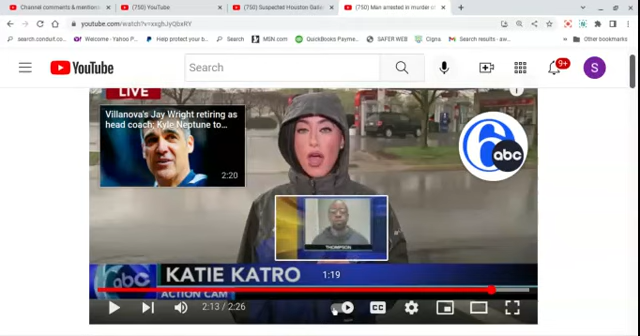 Channel comments & mentions
(750) YouTube
(750) Suspected Houston Galle
(750) Man arrested in murder of
youtube.com/watch?v=xxghJyQbxRY
search.conduit.co...
Welcome - Yahoo P...
Help protect your b...
Search
MSN.com
QuickBooks Payme...
SAFER WEB
Cigna
Search results - aw...
Other bookmarks
YouTube
Search
9+
S
LIVE
Villanova's Jay Wright retiring as
head coach; Kyle Neptune to...
2:20
6
abc
THOMPSON
abc
KATIE KATRO
1:19
ACTION CAM
2:13 / 2:26
CC